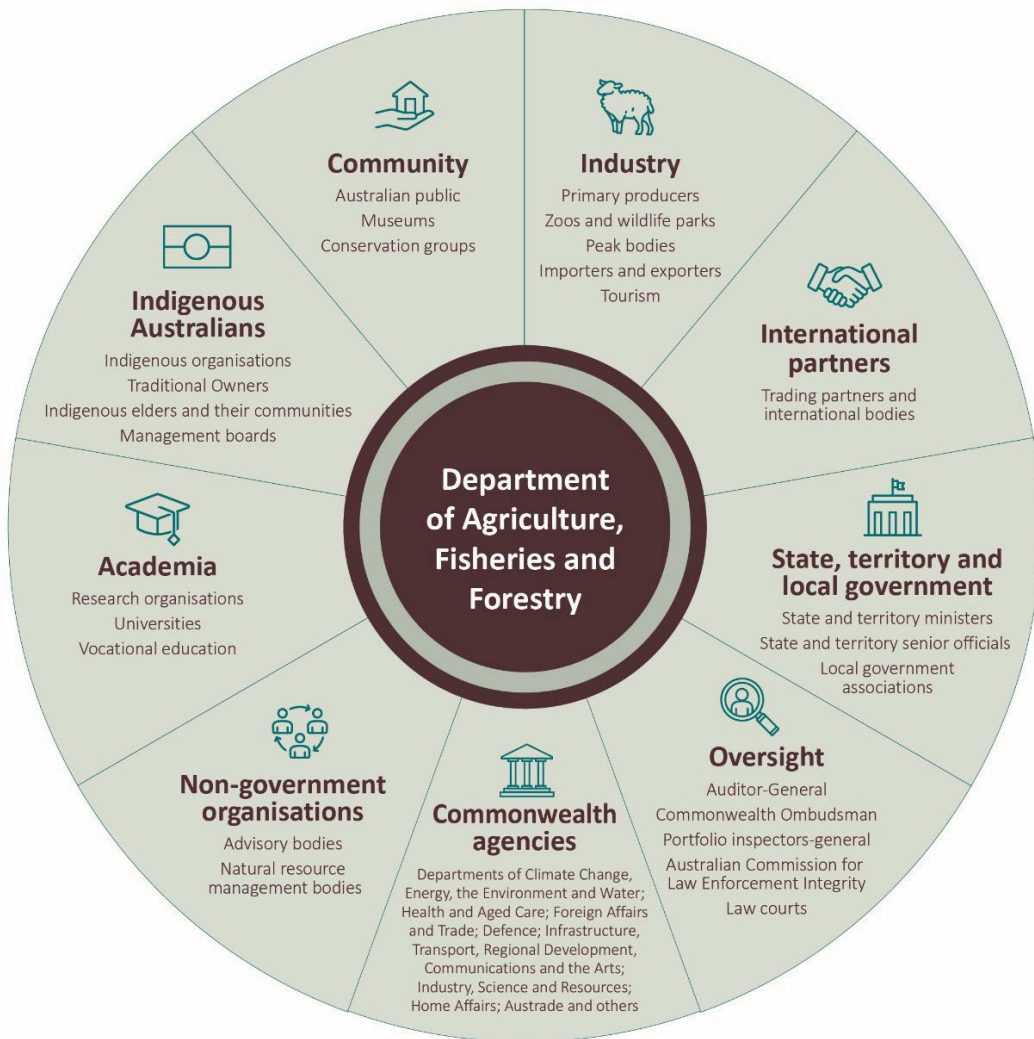 Community
Australian public
Museums
Conservation groups
Industry
Primary producers
Zoos and wildlife parks
Peak bodies
Importers and exporters
Tourism
International
partners
Trading partners and
international bodies
State, territory and
local government
State and territory ministers
State and territory senior officials
Local government
associations
Oversight
Auditor-General
Commonwealth Ombudsman
Portfolio inspectors-general
Australian Commission for
Law Enforcement Integrity
Law courts
Commonwealth
agencies
Departments of Climate Change,
Energy, the Environment and Water;
Health and Aged Care; Foreign Affairs
and Trade; Defence; Infrastructure,
Transport, Regional Development,
Communications and the Arts;
Industry, Science and Resources;
Home Affairs; Austrade and others
Non-government
organisations
Advisory bodies
Natural resource
management bodies
Academia
Research organisations
Universities
Vocational education
Indigenous
Australians
Indigenous organisations
Traditional Owners
Indigenous elders and their communities
Management boards
Department
of Agriculture,
Fisheries and
Forestry